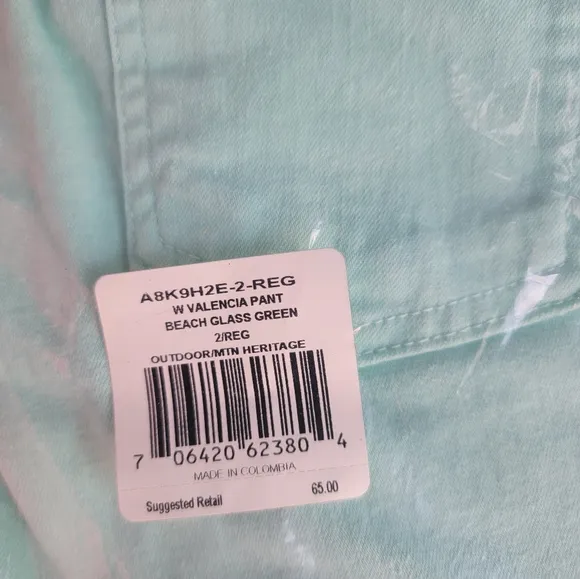 A8K9H2E-2-REG
W VALENCIA PANT
BEACH GLASS GREEN
2/REG
OUTDOOR/MTN HERITAGE
7 06420 62380 4
MADE IN COLOMBIA
Suggested Retail 65.00